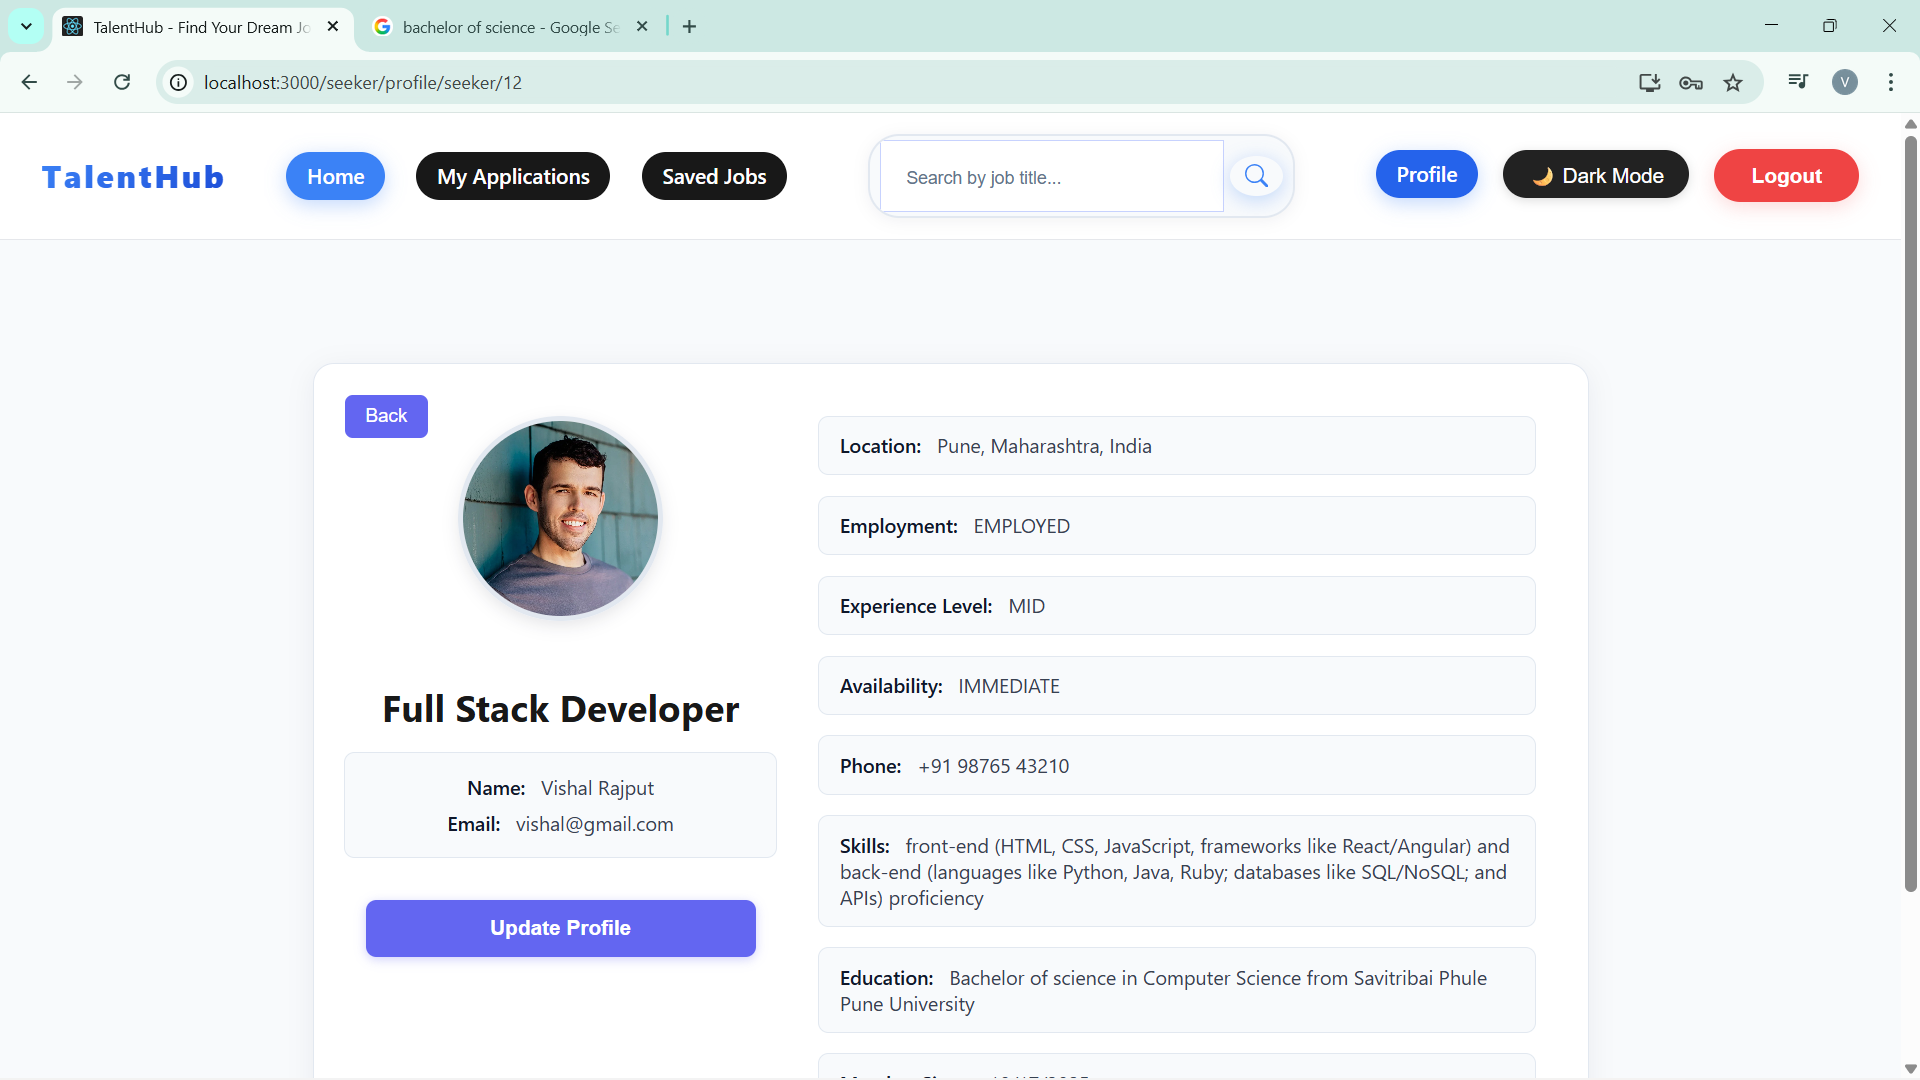 TalentHub - Find Your Dream Jo
bachelor of science - Google Se
localhost:3000/seeker/profile/seeker/12
V
TalentHub
Home
My Applications
Saved Jobs
Search by job title...
Profile
🌙 Dark Mode
Logout
Back
Full Stack Developer
Name: Vishal Rajput
Email: vishal@gmail.com
Update Profile
Location: Pune, Maharashtra, India
Employment: EMPLOYED
Experience Level: MID
Availability: IMMEDIATE
Phone: +91 98765 43210
Skills: front-end (HTML, CSS, JavaScript, frameworks like React/Angular) and
back-end (languages like Python, Java, Ruby; databases like SQL/NoSQL; and
APIs) proficiency
Education: Bachelor of science in Computer Science from Savitribai Phule
Pune University